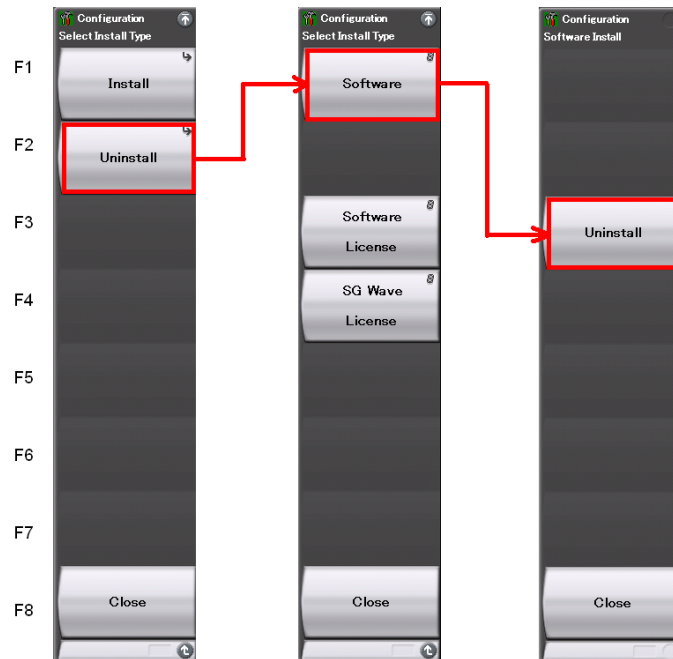 Configuration
Select Install Type
F1
Install
F2
Uninstall
F3
F4
F5
F6
F7
F8
Close
Configuration
Select Install Type
Software
Software
License
SG Wave
License
Close
Configuration
Software Install
Uninstall
Close